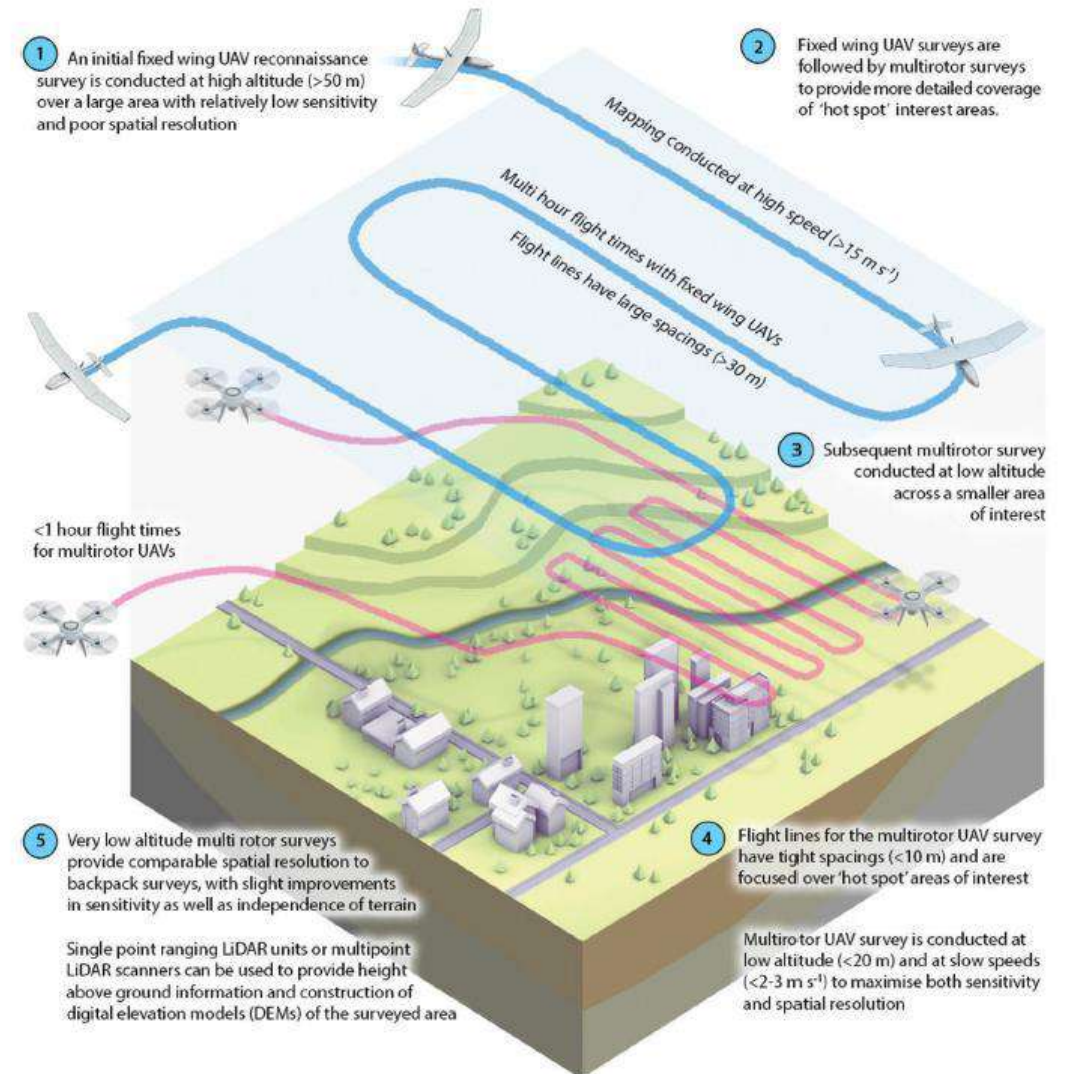 1 An initial fixed wing UAV reconnaissance
survey is conducted at high altitude (>50 m)
over a large area with relatively low sensitivity
and poor spatial resolution
2 Fixed wing UAV surveys are
followed by multirotor surveys
to provide more detailed coverage
of ‘hot spot’ interest areas.
Mapping conducted at high speed (>15 m s⁻¹)
Multi hour flight times with fixed wing UAVs
Flight lines have large spacings (>30 m)
3 Subsequent multirotor survey
conducted at low altitude
across a smaller area
of interest
<1 hour flight times
for multirotor UAVs
5 Very low altitude multi rotor surveys
provide comparable spatial resolution to
backpack surveys, with slight improvements
in sensitivity as well as independence of terrain
Single point ranging LiDAR units or multipoint
LiDAR scanners can be used to provide height
above ground information and construction of
digital elevation models (DEMs) of the surveyed area
4 Flight lines for the multirotor UAV survey
have tight spacings (<10 m) and are
focused over ‘hot spot’ areas of interest
Multirotor UAV survey is conducted at
low altitude (<20 m) and at slow speeds
(<2-3 m s⁻¹) to maximise both sensitivity
and spatial resolution